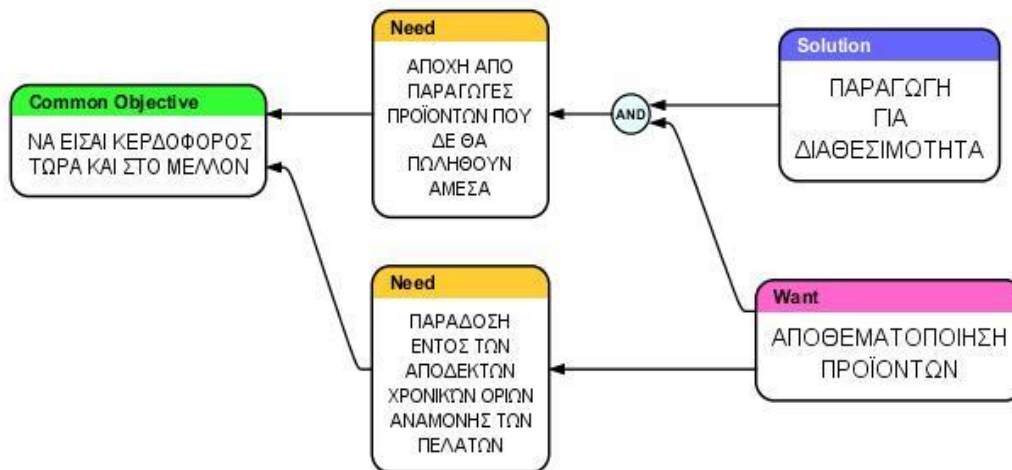 Need
ΑΠΟΧΗ ΑΠΟ
ΠΑΡΑΓΩΓΕΣ
ΠΡΟΪΟΝΤΩΝ ΠΟΥ
ΔΕ ΘΑ
ΠΩΛΗΘΟΥΝ
ΑΜΕΣΑ
Solution
ΠΑΡΑΓΩΓΗ
ΓΙΑ
ΔΙΑΘΕΣΙΜΟΤΗΤΑ
Common Objective
ΝΑ ΕΙΣΑΙ ΚΕΡΔΟΦΟΡΟΣ
ΤΩΡΑ ΚΑΙ ΣΤΟ ΜΕΛΛΟΝ
AND
Need
ΠΑΡΑΔΟΣΗ
ΕΝΤΟΣ ΤΩΝ
ΑΠΟΔΕΚΤΩΝ
ΧΡΟΝΙΚΏΝ ΟΡΙΩΝ
ΑΝΑΜΟΝΗΣ ΤΩΝ
ΠΕΛΑΤΩΝ
Want
ΑΠΟΘΕΜΑΤΟΠΟΙΗΣΗ
ΠΡΟΪΟΝΤΩΝ